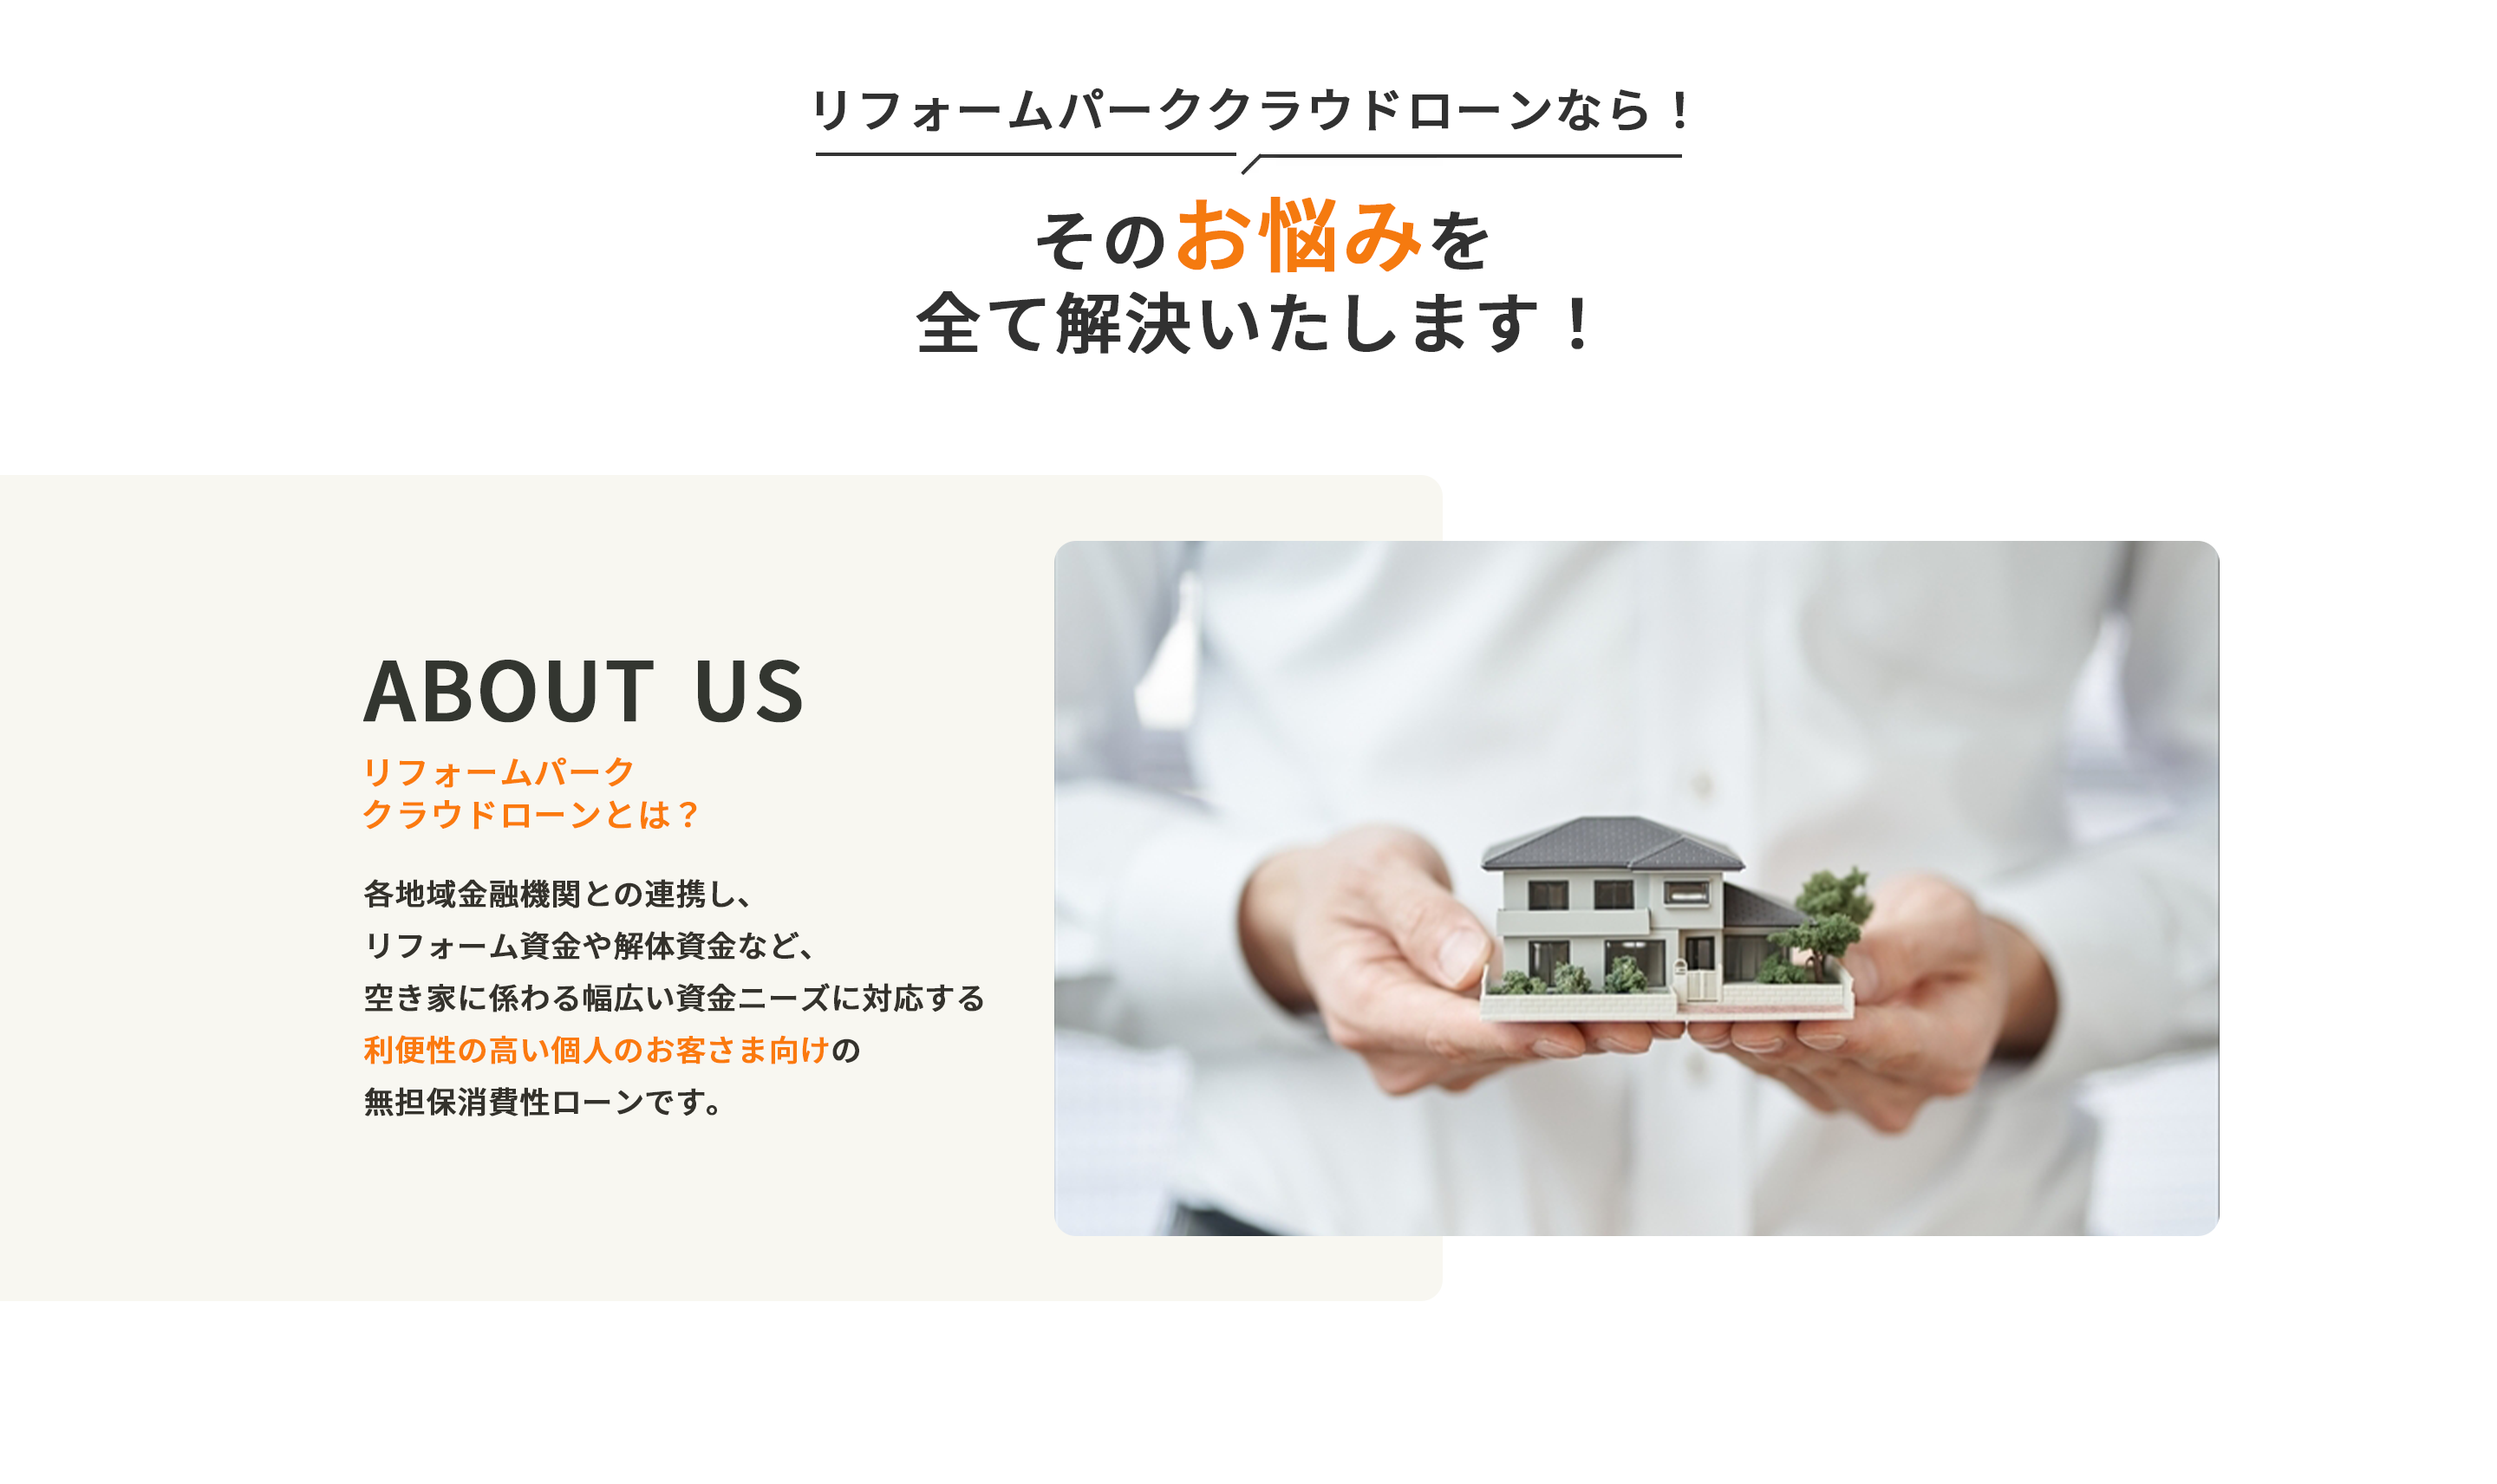 リフォームパーククラウドローンなら！
そのお悩みを
全て解決いたします！
ABOUT US
リフォームパーク
クラウドローンとは？
各地域金融機関との連携し、
リフォーム資金や解体資金など、
空き家に係わる幅広い資金ニーズに対応する
利便性の高い個人のお客さま向けの
無担保消費性ローンです。